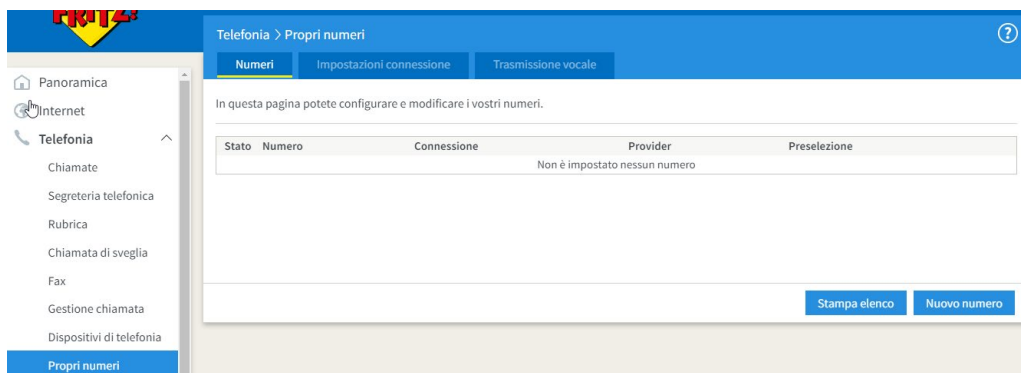 FRITZ!
Telefonia > Propri numeri
?
Numeri Impostazioni connessione Trasmissione vocale
Panoramica
Internet
Telefonia
Chiamate
Segreteria telefonica
Rubrica
Chiamata di sveglia
Fax
Gestione chiamata
Dispositivi di telefonia
Propri numeri
In questa pagina potete configurare e modificare i vostri numeri.
Stato Numero Connessione Provider Preselezione
Non è impostato nessun numero
Stampa elenco Nuovo numero